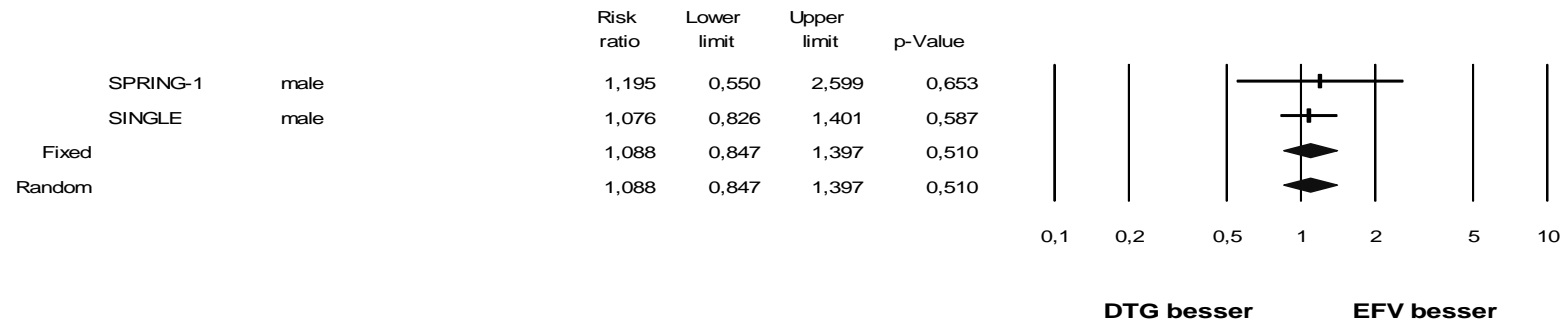 Risk Lower Upper
ratio limit limit p-Value
SPRING-1 male 1,195 0,550 2,599 0,653
SINGLE male 1,076 0,826 1,401 0,587
Fixed 1,088 0,847 1,397 0,510
Random 1,088 0,847 1,397 0,510
0,1 0,2 0,5 1 2 5 10
DTG besser EFV besser